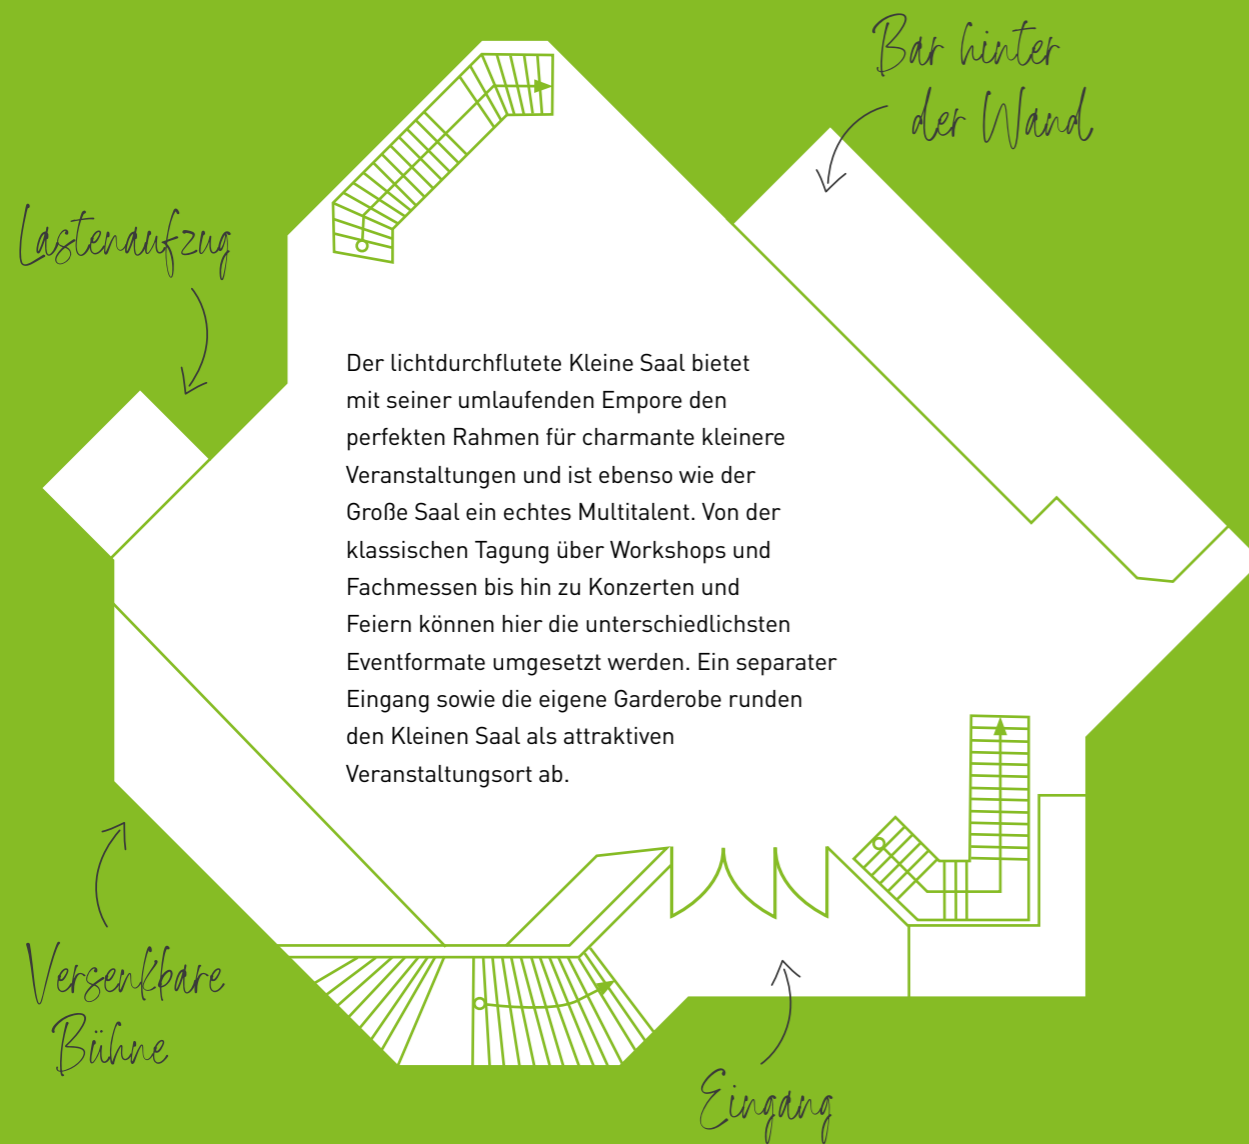 Bar hinter
der Wand
Lastenaufzug
Der lichtdurchflutete Kleine Saal bietet
mit seiner umlaufenden Empore den
perfekten Rahmen für charmante kleinere
Veranstaltungen und ist ebenso wie der
Große Saal ein echtes Multitalent. Von der
klassischen Tagung über Workshops und
Fachmessen bis hin zu Konzerten und
Feiern können hier die unterschiedlichsten
Eventformate umgesetzt werden. Ein separater
Eingang sowie die eigene Garderobe runden
den Kleinen Saal als attraktiven
Veranstaltungsort ab.
Versenkbare
Bühne
Eingang